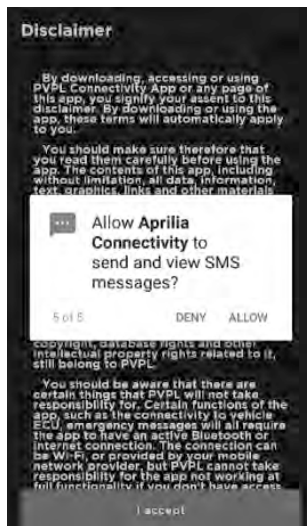 Disclaimer
By downloading, accessing or using
PVPL Connectivity App or any page of
this app, you signify your assent to this
disclaimer. By downloading or using the
app, these terms will automatically apply
to you.
You should make sure therefore that
you read them carefully before using the
app. The contents of this app, including
without limitation, all data, information,
text, graphics, links and other materials
Allow Aprilia
Connectivity to
send and view SMS
messages?
5 of 5
DENY
ALLOW
copyright, database rights and other
intellectual property rights related to it,
still belong to PVPL.
You should be aware that there are
certain things that PVPL will not take
responsibility for. Certain functions of the
app, such as the connectivity to vehicle
ECU, emergency messages will all require
the app to have an active Bluetooth or
internet connection. The connection can
be Wi-Fi, or provided by your mobile
network provider, but PVPL cannot take
responsibility for the app not working at
full functionality if you don't have access
I accept